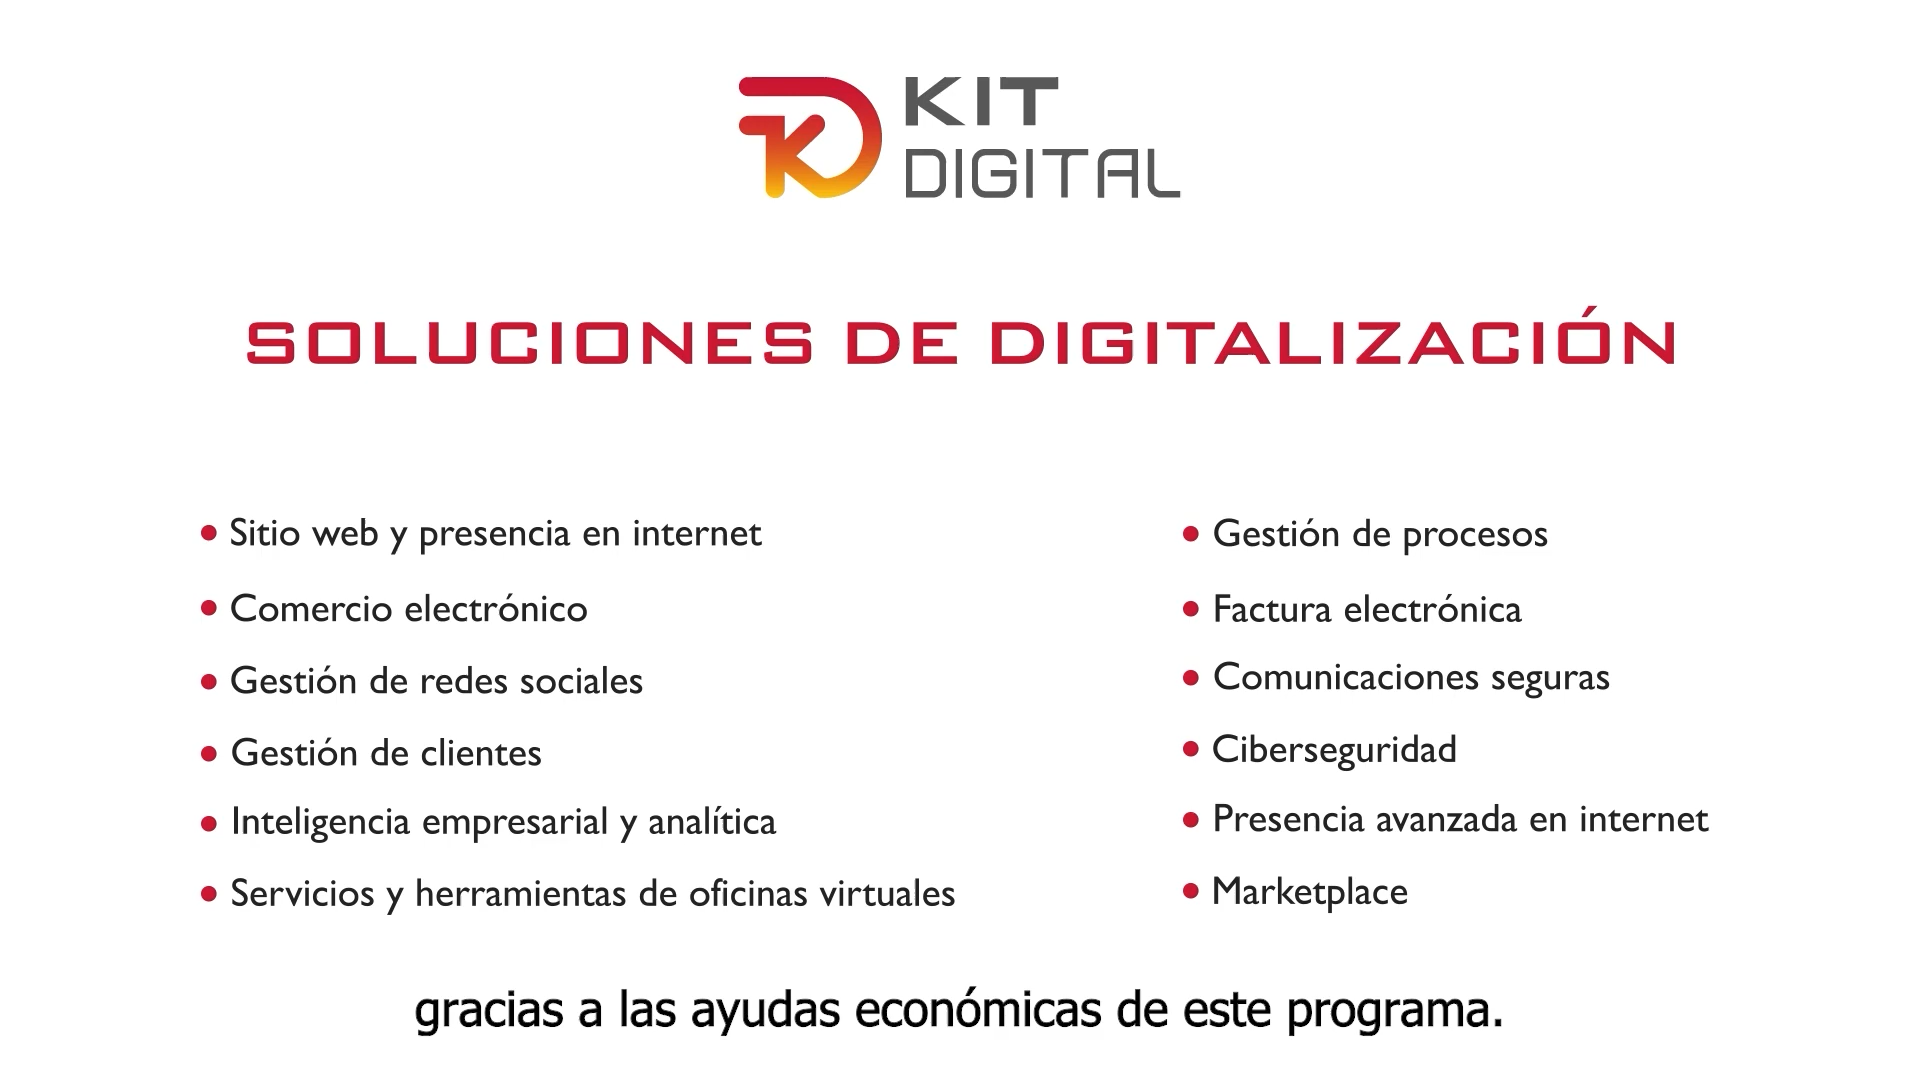 KIT
DIGITAL
SOLUCIONES DE DIGITALIZACIÓN
• Sitio web y presencia en internet
• Comercio electrónico
• Gestión de redes sociales
• Gestión de clientes
• Inteligencia empresarial y analítica
• Servicios y herramientas de oficinas virtuales
• Gestión de procesos
• Factura electrónica
• Comunicaciones seguras
• Ciberseguridad
• Presencia avanzada en internet
• Marketplace
gracias a las ayudas económicas de este programa.